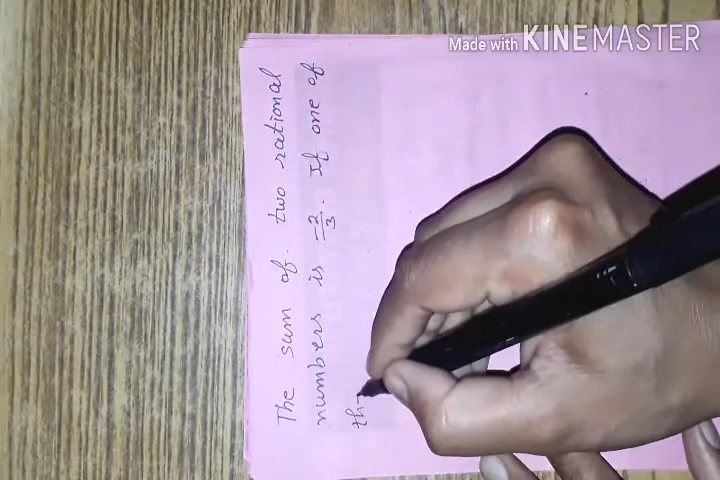 Made with KINEMASTER
The sum of two rational
numbers is -2/3. If one of
th